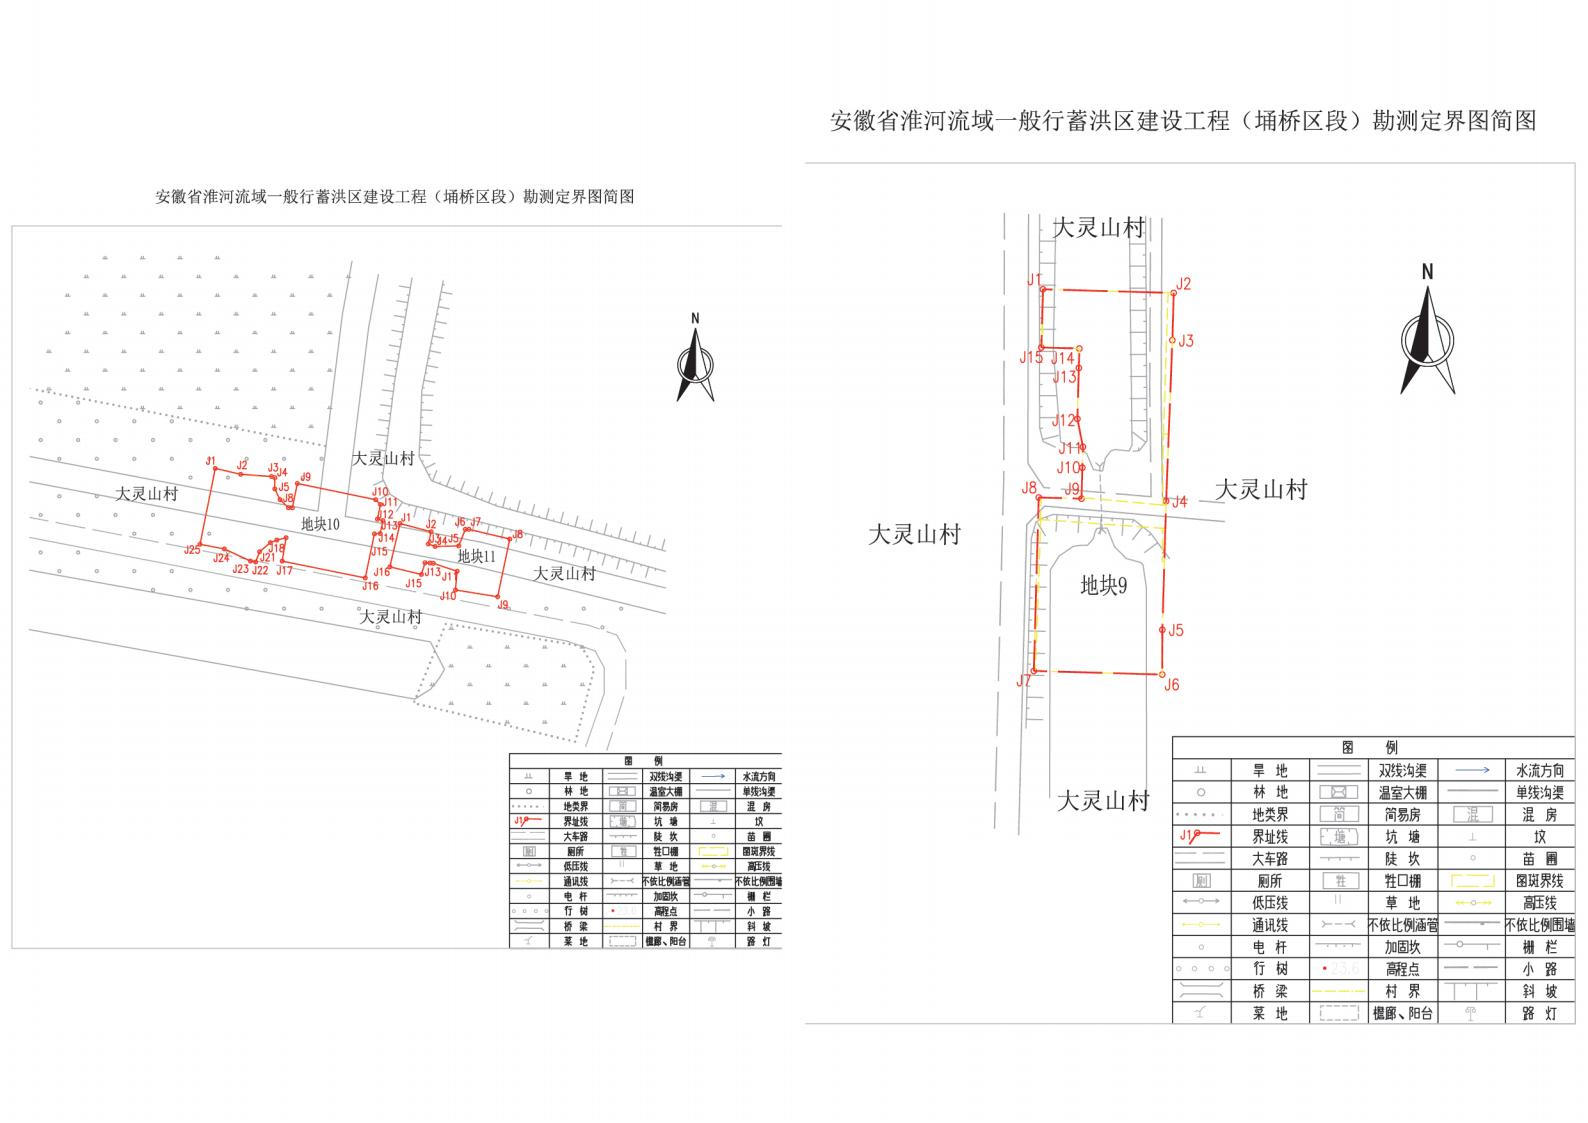 安徽省淮河流域一般行蓄洪区建设工程（埇桥区段）勘测定界图简图
N
大灵山村
大灵山村
J1
J2
J3
J4
J5
J8
J9
J10
J11
J12
J13
J14
J15
J16
J17
J18
J21
J22
J23
J24
J25
地块10
J1
J2
J3
J4
J5
J6
J7
J8
J9
J10
J11
J13
J15
J16
地块11
大灵山村
大灵山村
图 例
旱 地 双线沟渠 水流方向
林 地 温室大棚 单线沟渠
地类界 简 简易房 混 混 房
J1 界址线 塘 坑 塘 坟
大车路 陡 坎 苗 圃
厕 厕所 牲 牲口棚 图斑界线
低压线 草 地 高压线
通讯线 不依比例涵管 不依比例围墙
电 杆 加固坎 栅 栏
行 树 高程点 小 路
桥 梁 村 界 斜 坡
菜 地 檐廊、阳台 路 灯
安徽省淮河流域一般行蓄洪区建设工程（埇桥区段）勘测定界图简图
大灵山村
N
J1
J2
J3
J15
J14
J13
J12
J11
J10
J8
J9
J4
大灵山村
大灵山村
地块9
J5
J7
J6
大灵山村
图 例
旱 地 双线沟渠 水流方向
林 地 温室大棚 单线沟渠
地类界 简 简易房 混 混 房
J1 界址线 塘 坑 塘 坟
大车路 陡 坎 苗 圃
厕 厕所 牲 牲口棚 图斑界线
低压线 草 地 高压线
通讯线 不依比例涵管 不依比例围墙
电 杆 加固坎 栅 栏
行 树 23.6 高程点 小 路
桥 梁 村 界 斜 坡
菜 地 檐廊、阳台 路 灯